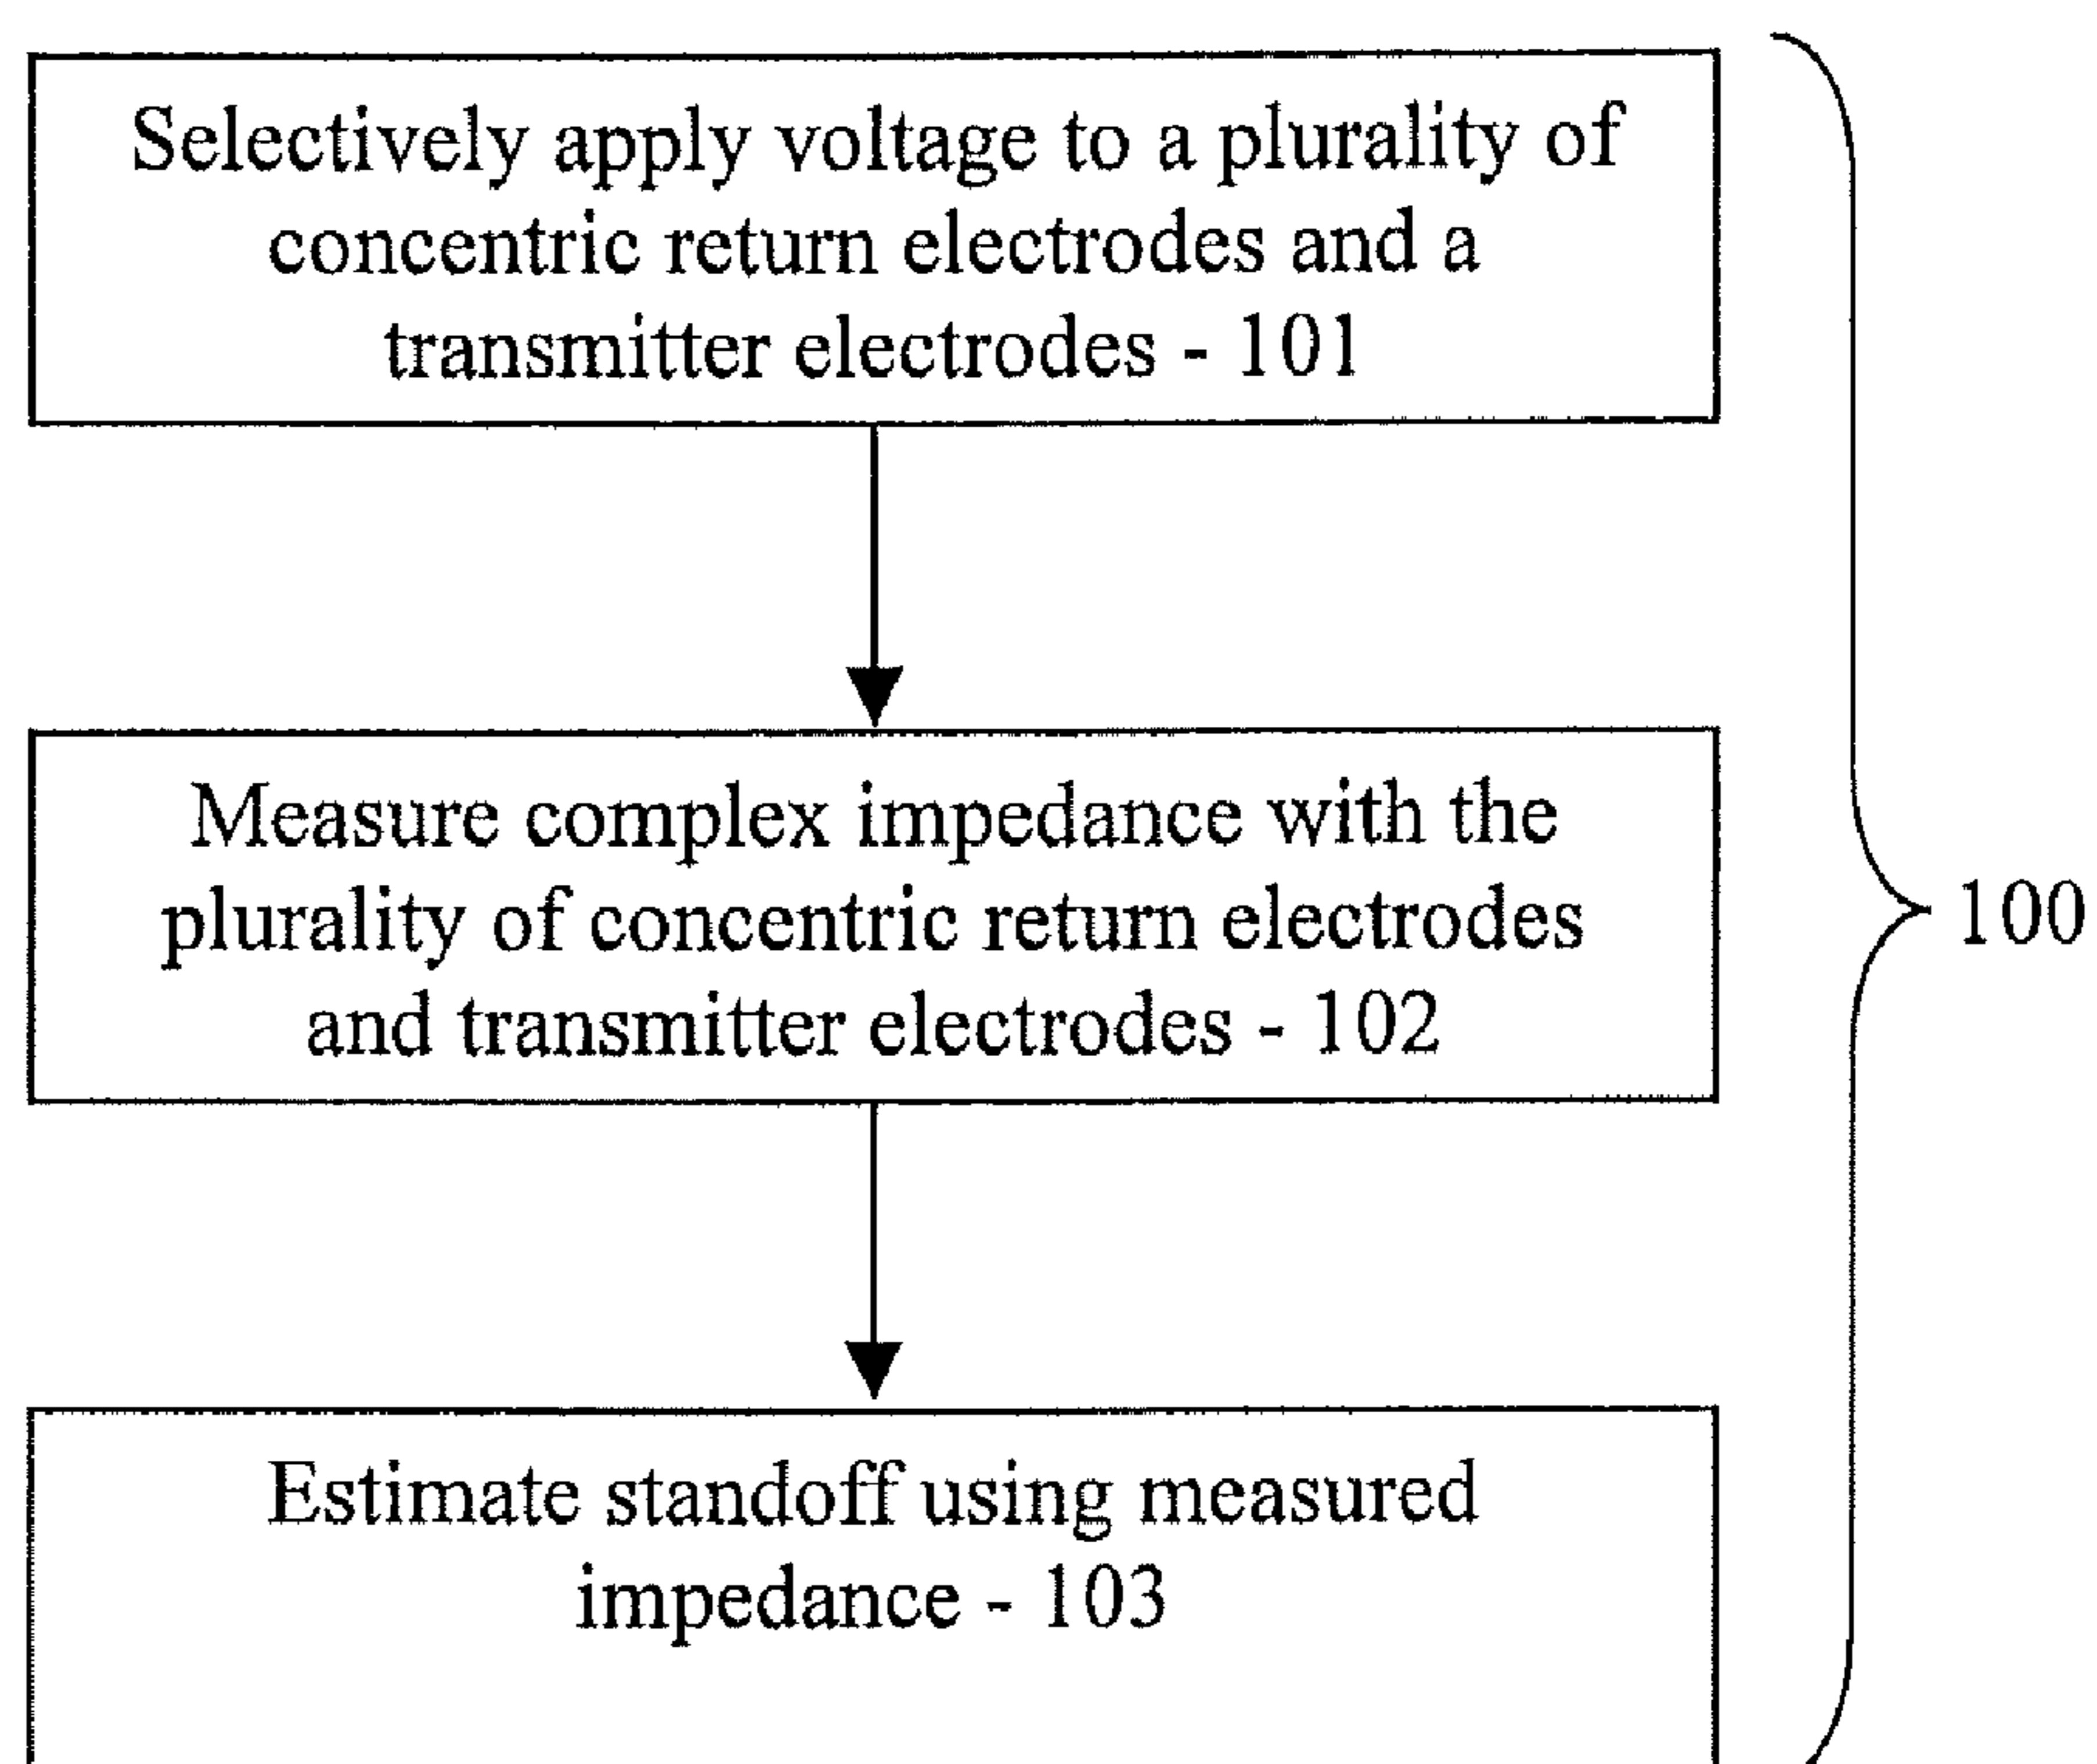 Selectively apply voltage to a plurality of
concentric return electrodes and a
transmitter electrodes - 101
Measure complex impedance with the
plurality of concentric return electrodes
and transmitter electrodes - 102
100
Estimate standoff using measured
impedance - 103